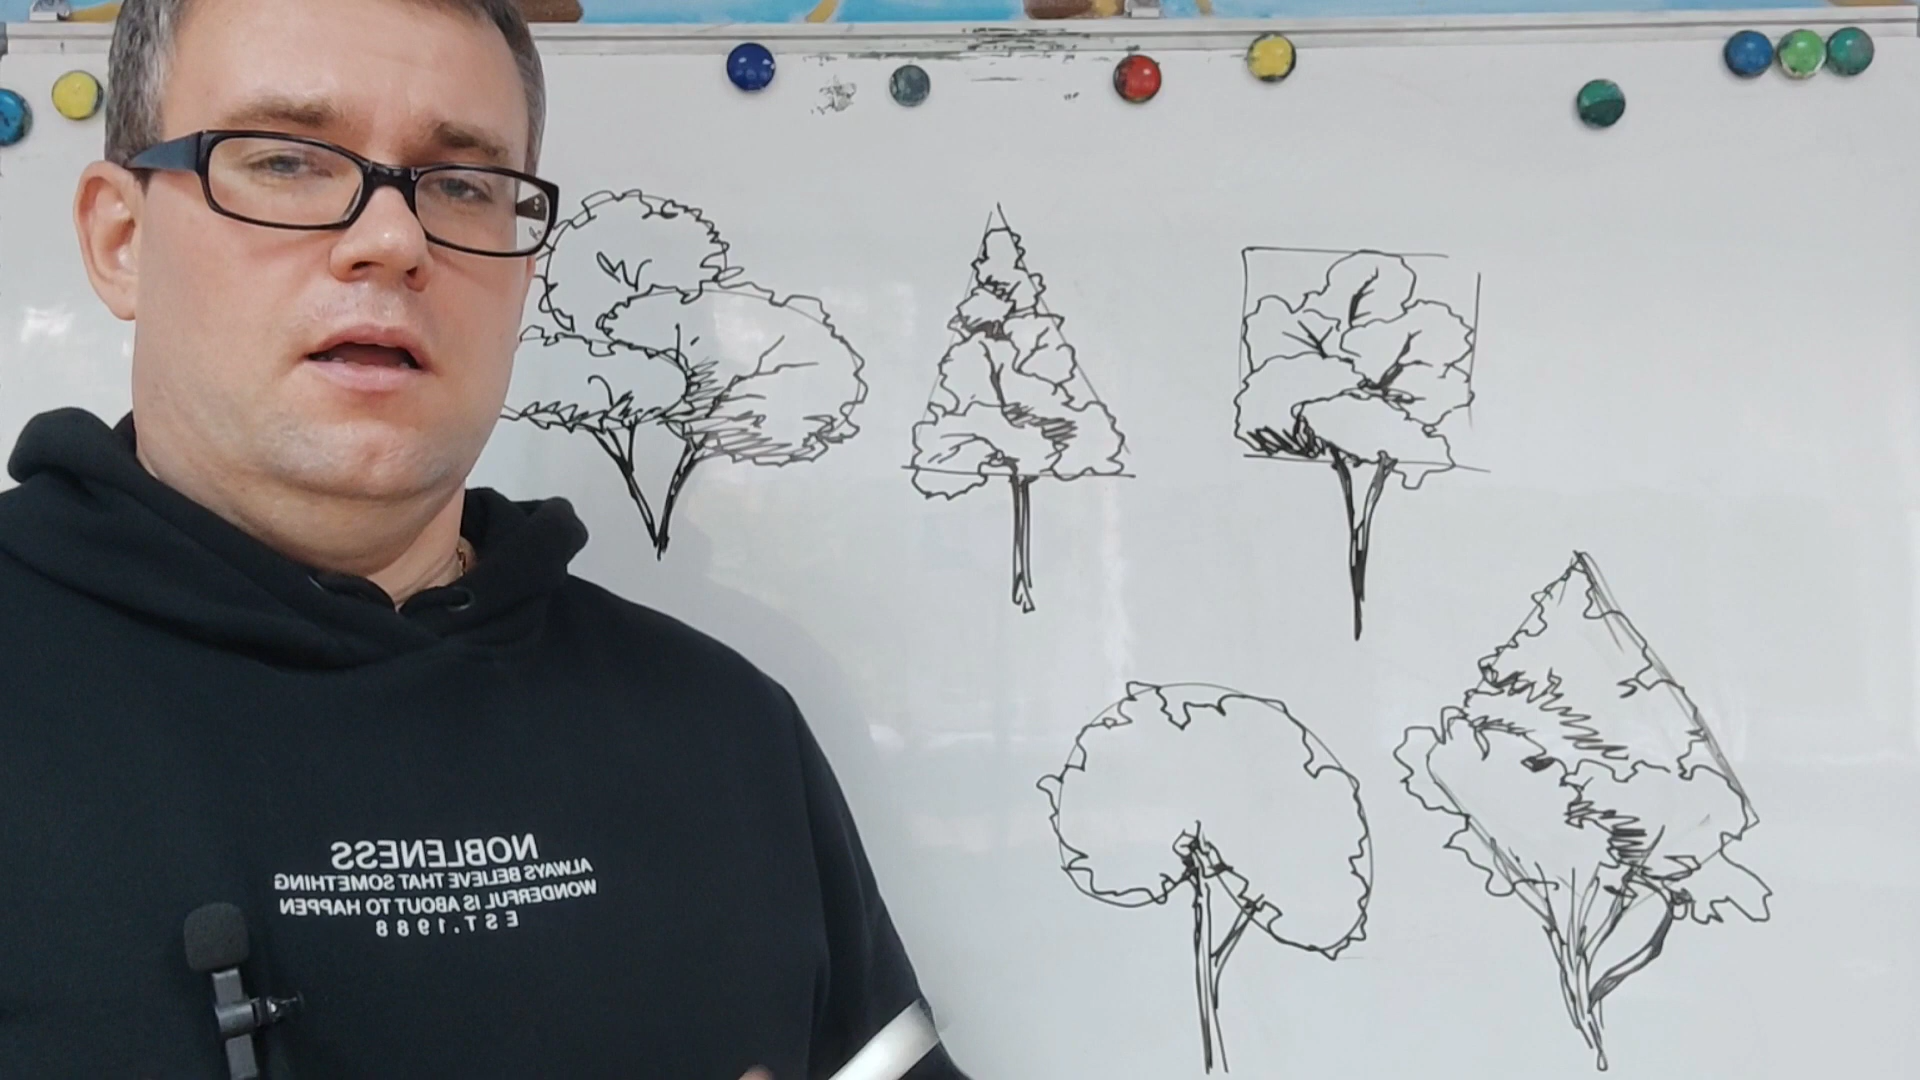 NOBLENESS
ALWAYS BELIEVE THAT SOMETHING
WONDERFUL IS ABOUT TO HAPPEN
EST.1988